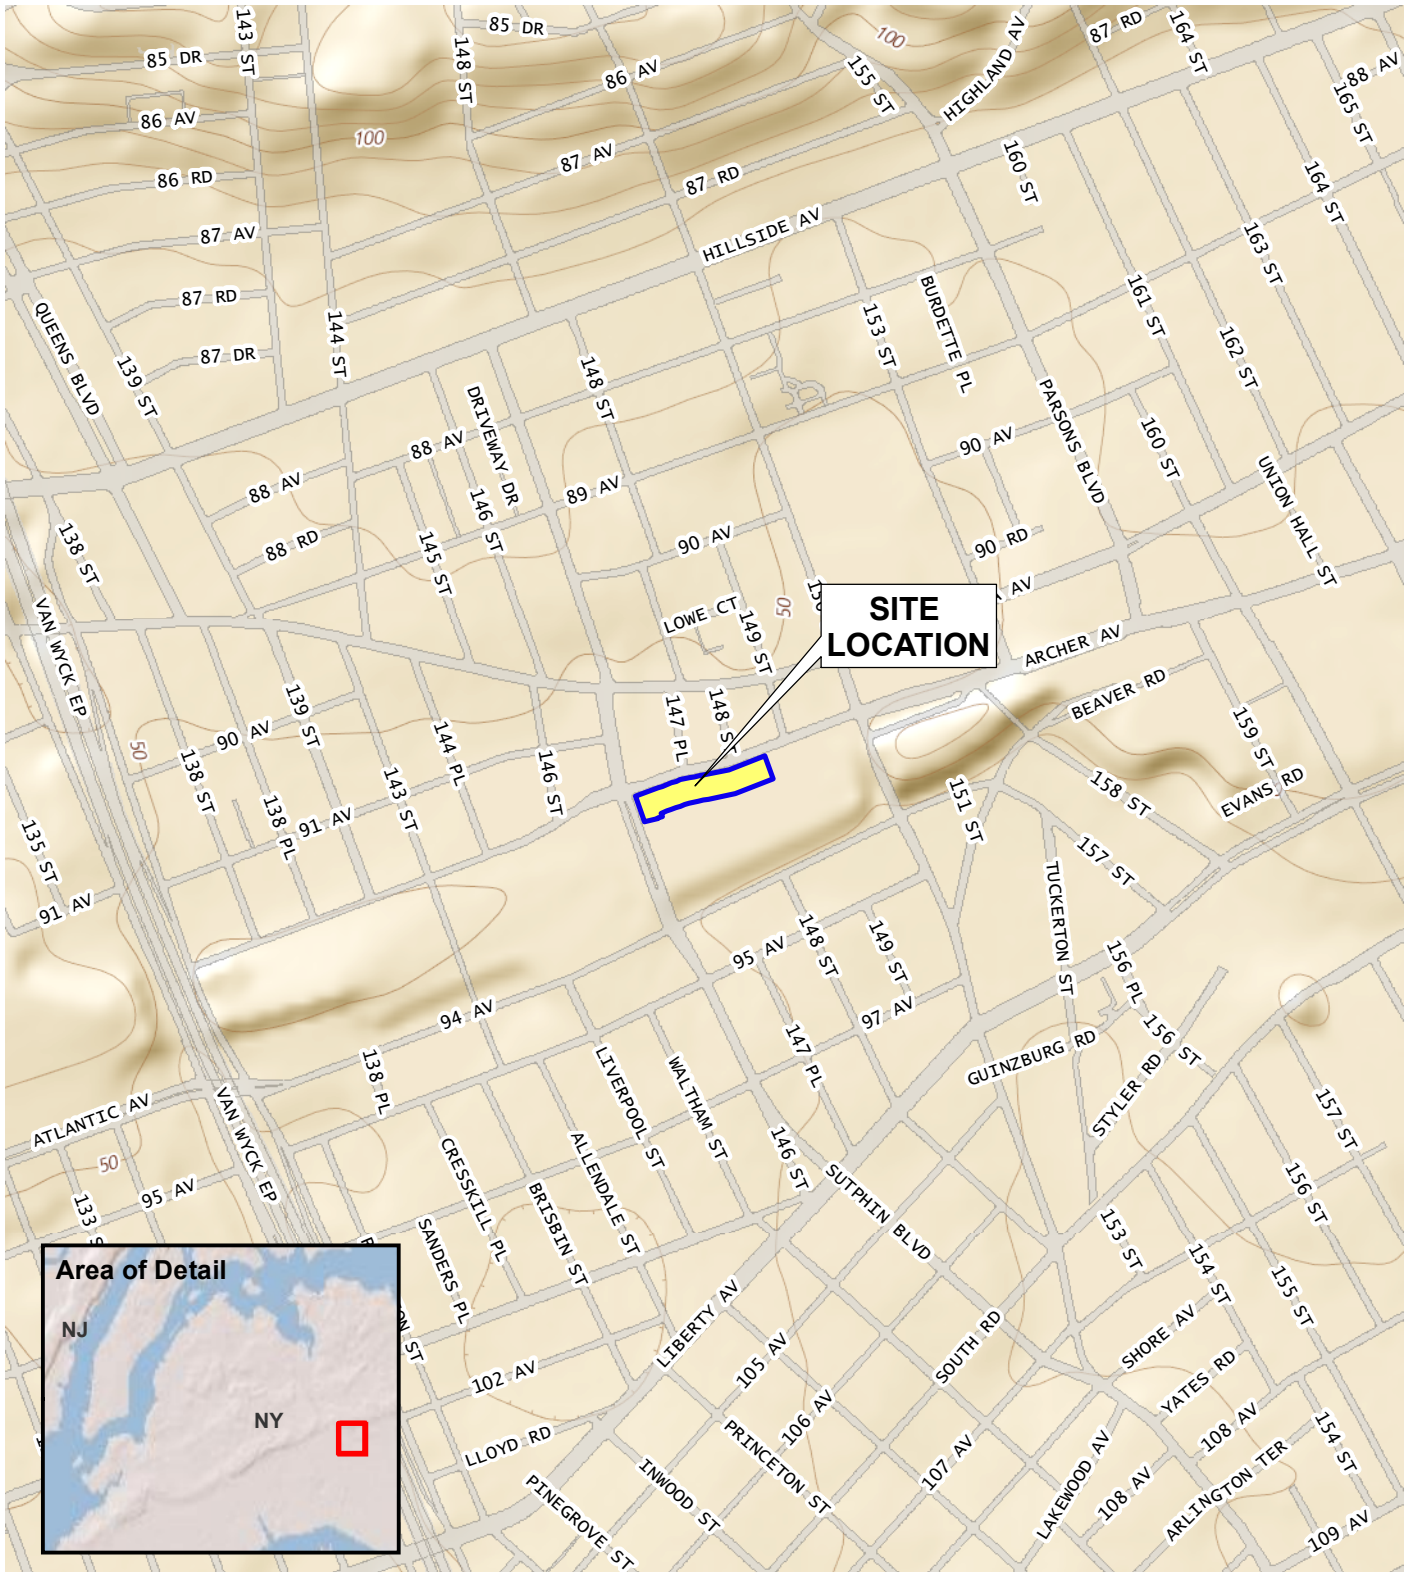 85 DR
143 ST
148 ST
85 DR
86 AV
100
155 ST
HIGHLAND AV
87 RD
164 ST
88 AV
165 ST
86 AV
100
87 AV
87 RD
160 ST
164 ST
86 RD
87 AV
HILLSIDE AV
163 ST
87 RD
QUEENS BLVD
139 ST
87 DR
144 ST
148 ST
153 ST
BURDETTE PL
161 ST
162 ST
DRIVEWAY DR
88 AV
PARSONS BLVD
90 AV
160 ST
UNION HALL ST
88 AV
89 AV
146 ST
138 ST
88 RD
145 ST
90 AV
90 RD
AV
50
LOWE CT
149 ST
SITE
LOCATION
ARCHER AV
BEAVER RD
VAN WYCK EP
139 ST
90 AV
50
138 ST
144 PL
147 PL
148 ST
146 ST
143 ST
159 ST
158 ST
EVANS RD
151 ST
157 ST
138 PL
91 AV
135 ST
91 AV
TUCKERTON ST
95 AV
148 ST
149 ST
156 PL
94 AV
97 AV
147 PL
156 ST
GUINZBURG RD
STYLER RD
138 PL
LIVERPOOL ST
WALTHAM ST
ATLANTIC AV
VAN WYCK EP
50
95 AV
133 S
CRESSKILL PL
ALLENDALE ST
BRISBIN ST
146 ST
SUTPHIN BLVD
157 ST
156 ST
153 ST
154 ST
155 ST
SANDERS PL
ON ST
LIBERTY AV
SHORE AV
SOUTH RD
YATES RD
105 AV
102 AV
106 AV
108 AV
154 ST
LLOYD RD
PRINCETON ST
107 AV
LAKEWOOD AV
108 AV
ARLINGTON TER
109 AV
INWOOD ST
PINEGROVE ST
Area of Detail
NJ
NY